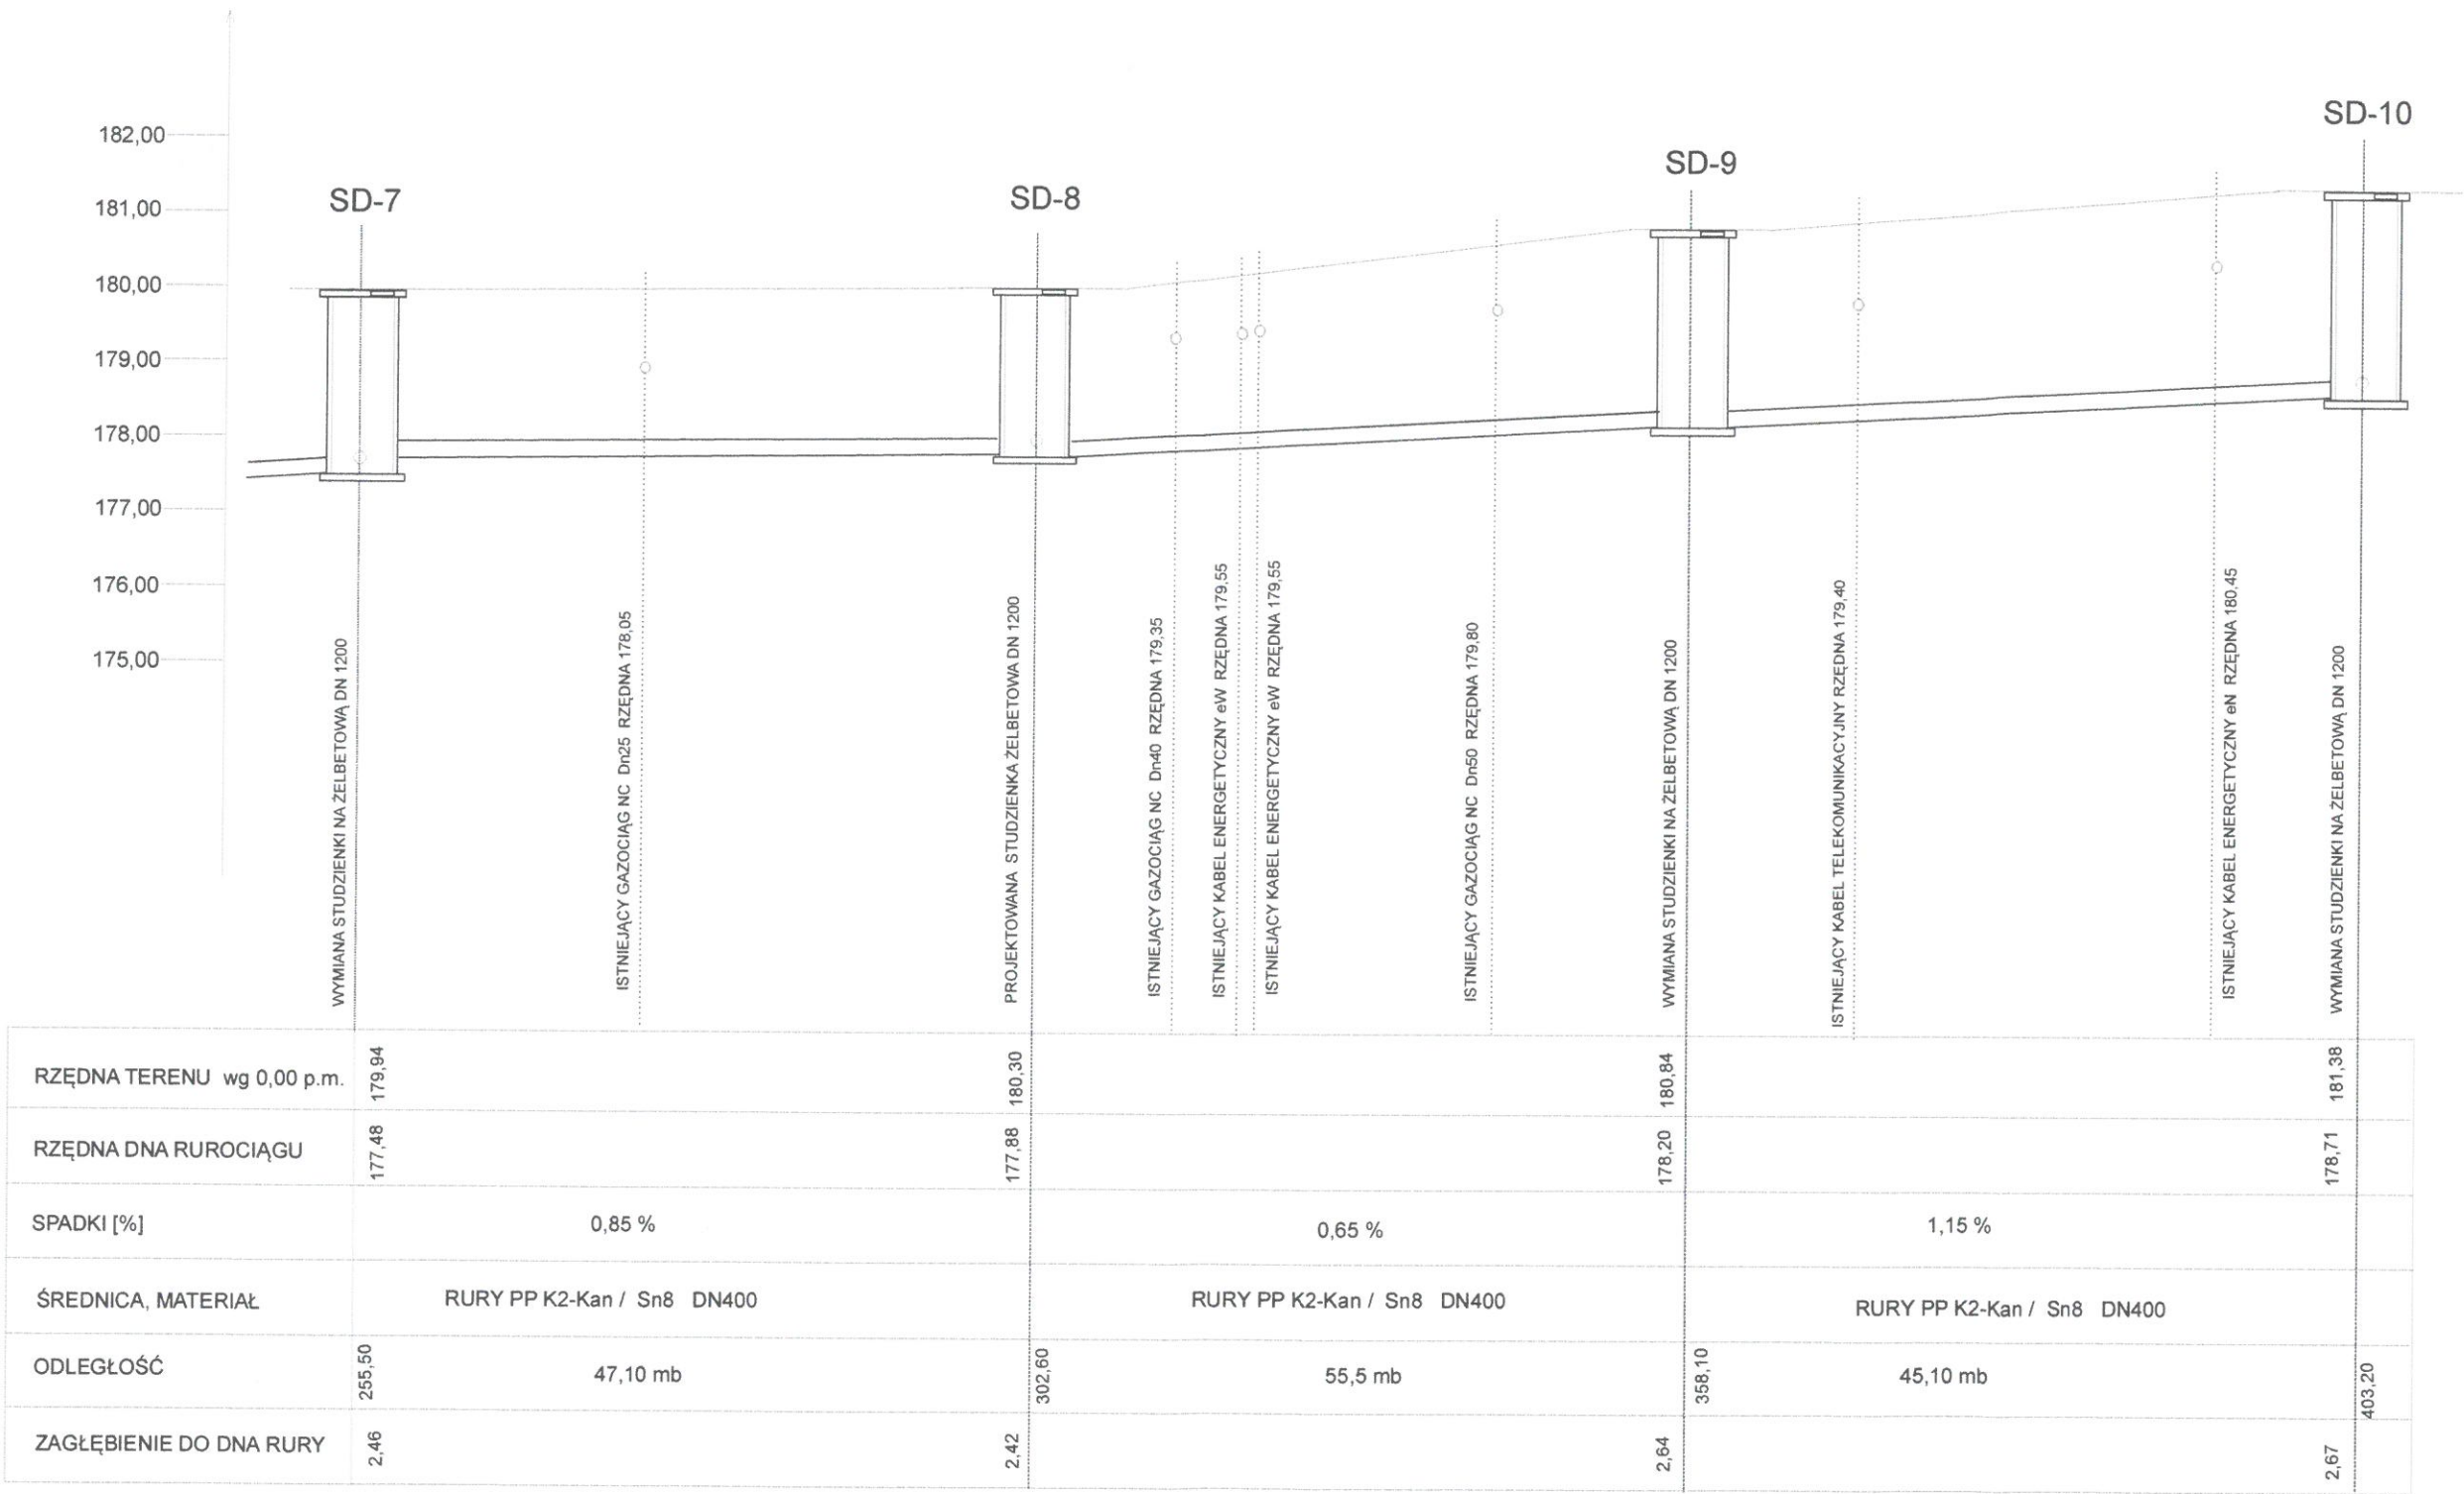 SD-10
182,00
SD-9
SD-7
SD-8
181,00
180,00
179,00
178,00
177,00
176,00
175,00
WYMIANA STUDZIENKI NA ŻELBETOWĄ DN 1200
ISTNIEJĄCY GAZOCIĄG NC Dn25 RZĘDNA 178,05
PROJEKTOWANA STUDZIENKA ŻELBETOWA DN 1200
ISTNIEJĄCY GAZOCIĄG NC Dn40 RZĘDNA 179,35
ISTNIEJĄCY KABEL ENERGETYCZNY eW RZĘDNA 179,55
ISTNIEJĄCY KABEL ENERGETYCZNY eW RZĘDNA 179,55
ISTNIEJĄCY GAZOCIĄG NC Dn50 RZĘDNA 179,80
WYMIANA STUDZIENKI NA ŻELBETOWĄ DN 1200
ISTNIEJĄCY KABEL TELEKOMUNIKACYJNY RZĘDNA 179,40
ISTNIEJĄCY KABEL ENERGETYCZNY eN RZĘDNA 180,45
WYMIANA STUDZIENKI NA ŻELBETOWĄ DN 1200
RZĘDNA TERENU wg 0,00 p.m. 179,94 180,30 180,84 181,38
RZĘDNA DNA RUROCIĄGU 177,48 177,88 178,20 178,71
SPADKI [%] 0,85 % 0,65 % 1,15 %
ŚREDNICA, MATERIAŁ RURY PP K2-Kan / Sn8 DN400 RURY PP K2-Kan / Sn8 DN400 RURY PP K2-Kan / Sn8 DN400
ODLEGŁOŚĆ 255,50 47,10 mb 302,60 55,5 mb 358,10 45,10 mb 403,20
ZAGŁĘBIENIE DO DNA RURY 2,46 2,42 2,64 2,67